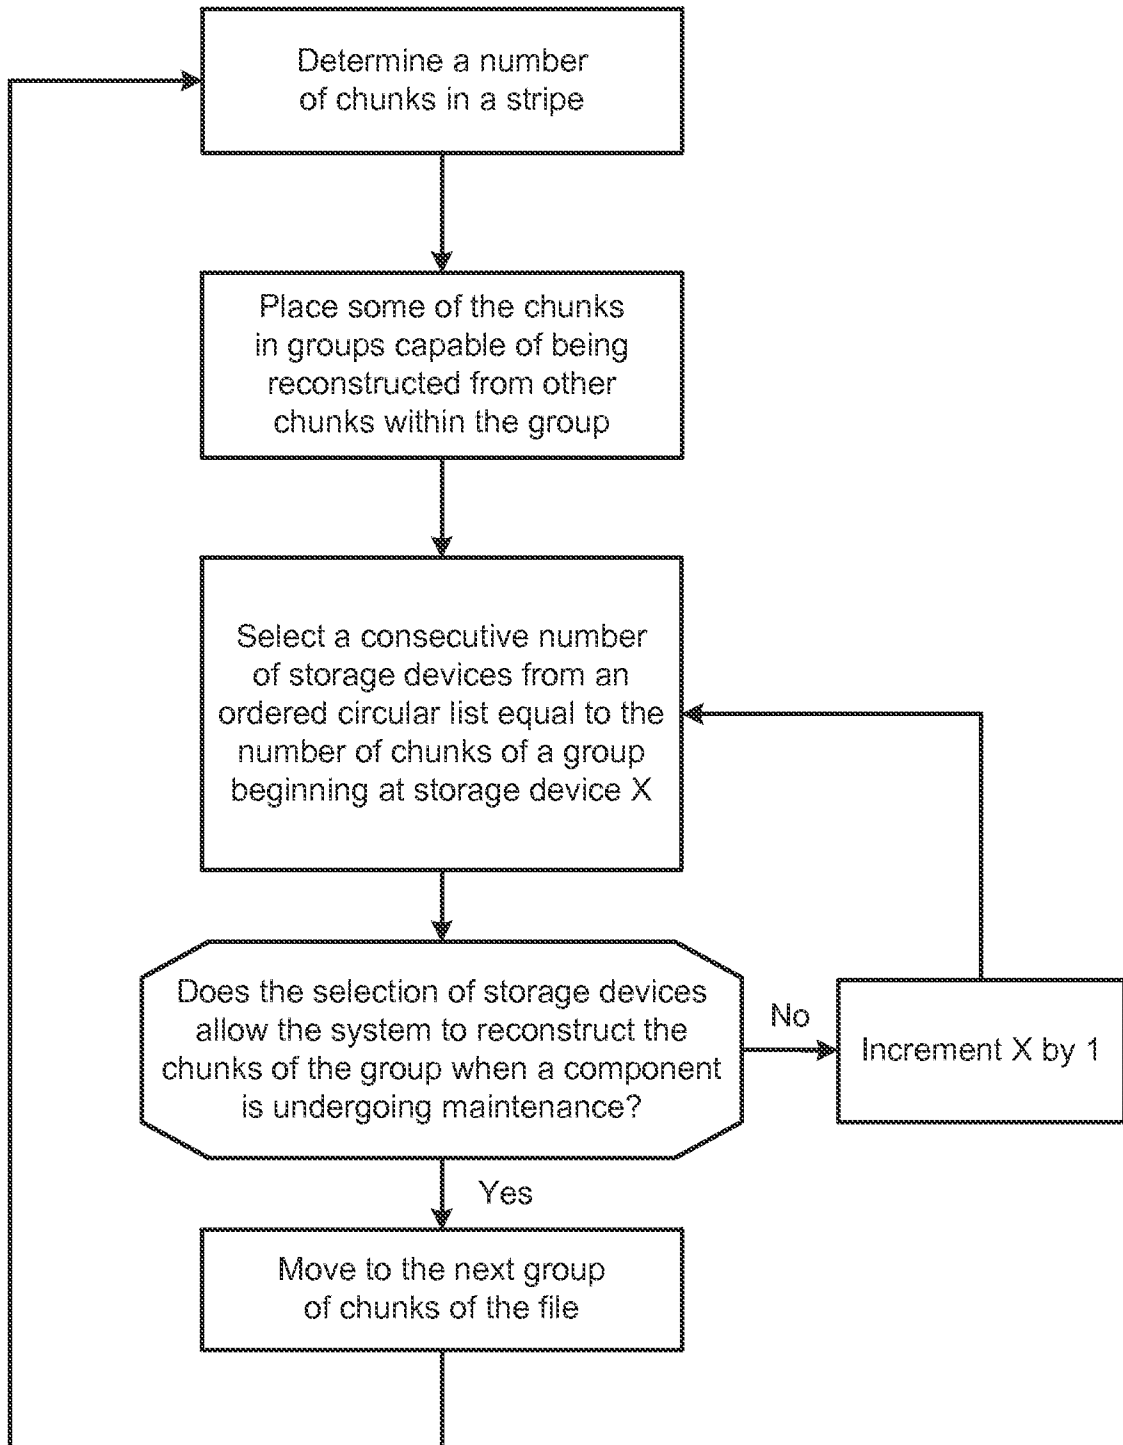 Determine a number
of chunks in a stripe
Place some of the chunks
in groups capable of being
reconstructed from other
chunks within the group
Select a consecutive number
of storage devices from an
ordered circular list equal to the
number of chunks of a group
beginning at storage device X
Does the selection of storage devices
allow the system to reconstruct the
chunks of the group when a component
is undergoing maintenance?
No
Increment X by 1
Yes
Move to the next group
of chunks of the file